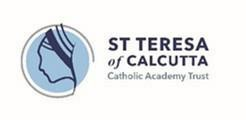 ST TERESA
of CALCUTTA
Catholic Academy Trust